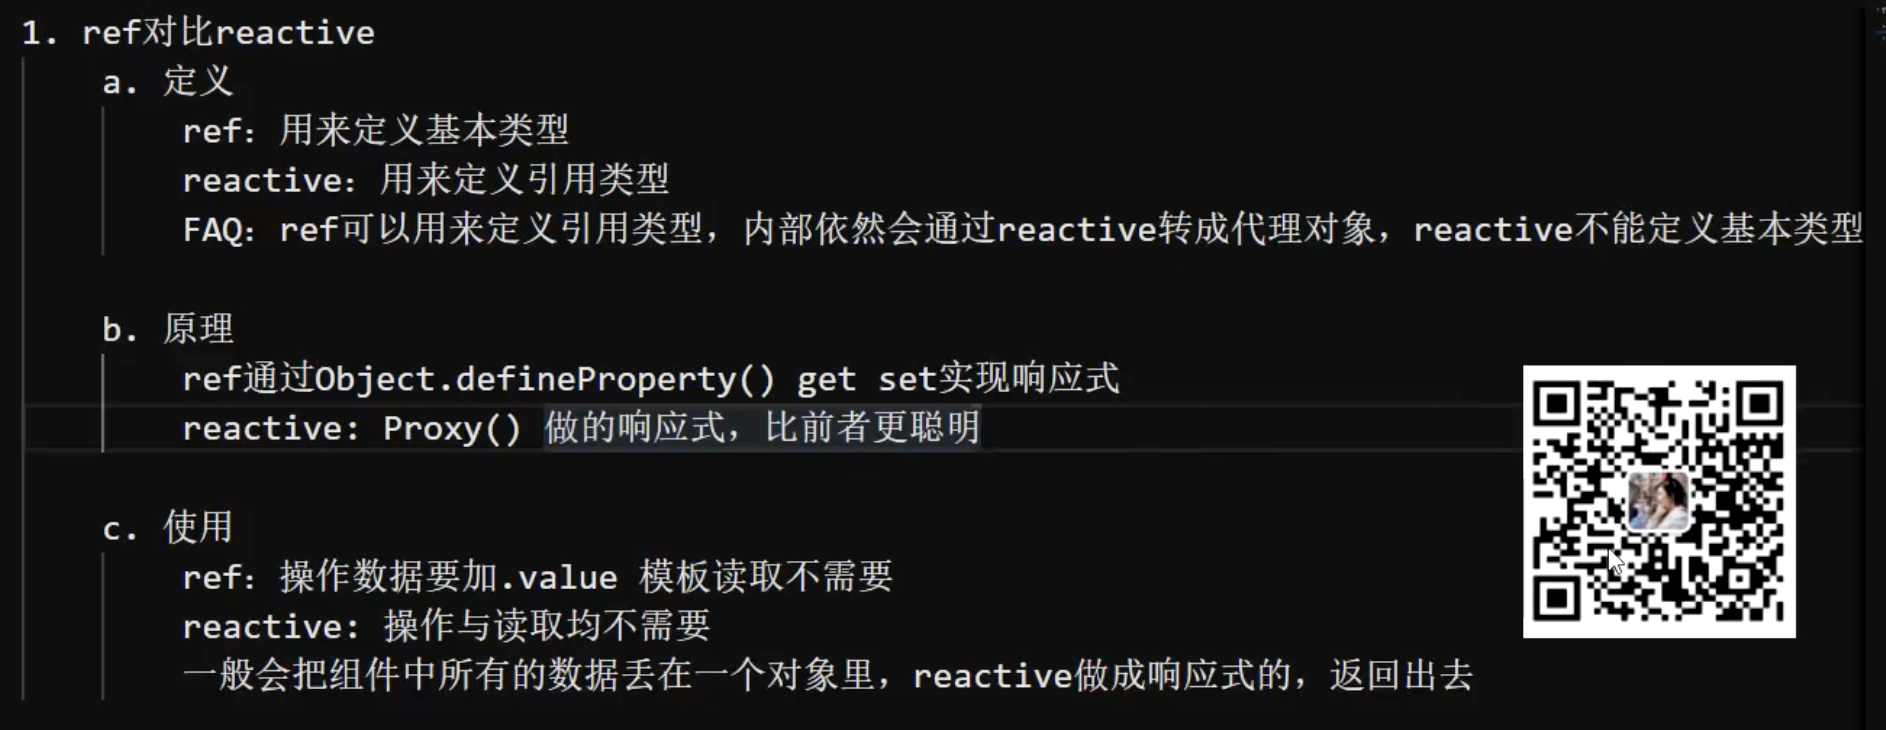 1. ref对比reactive
a. 定义
ref：用来定义基本类型
reactive：用来定义引用类型
FAQ：ref可以用来定义引用类型，内部依然会通过reactive转成代理对象，reactive不能定义基本类型
b. 原理
ref通过Object.defineProperty() get set实现响应式
reactive: Proxy() 做的响应式，比前者更聪明
c. 使用
ref：操作数据要加.value 模板读取不需要
reactive: 操作与读取均不需要
一般会把组件中所有的数据丢在一个对象里，reactive做成响应式的，返回出去